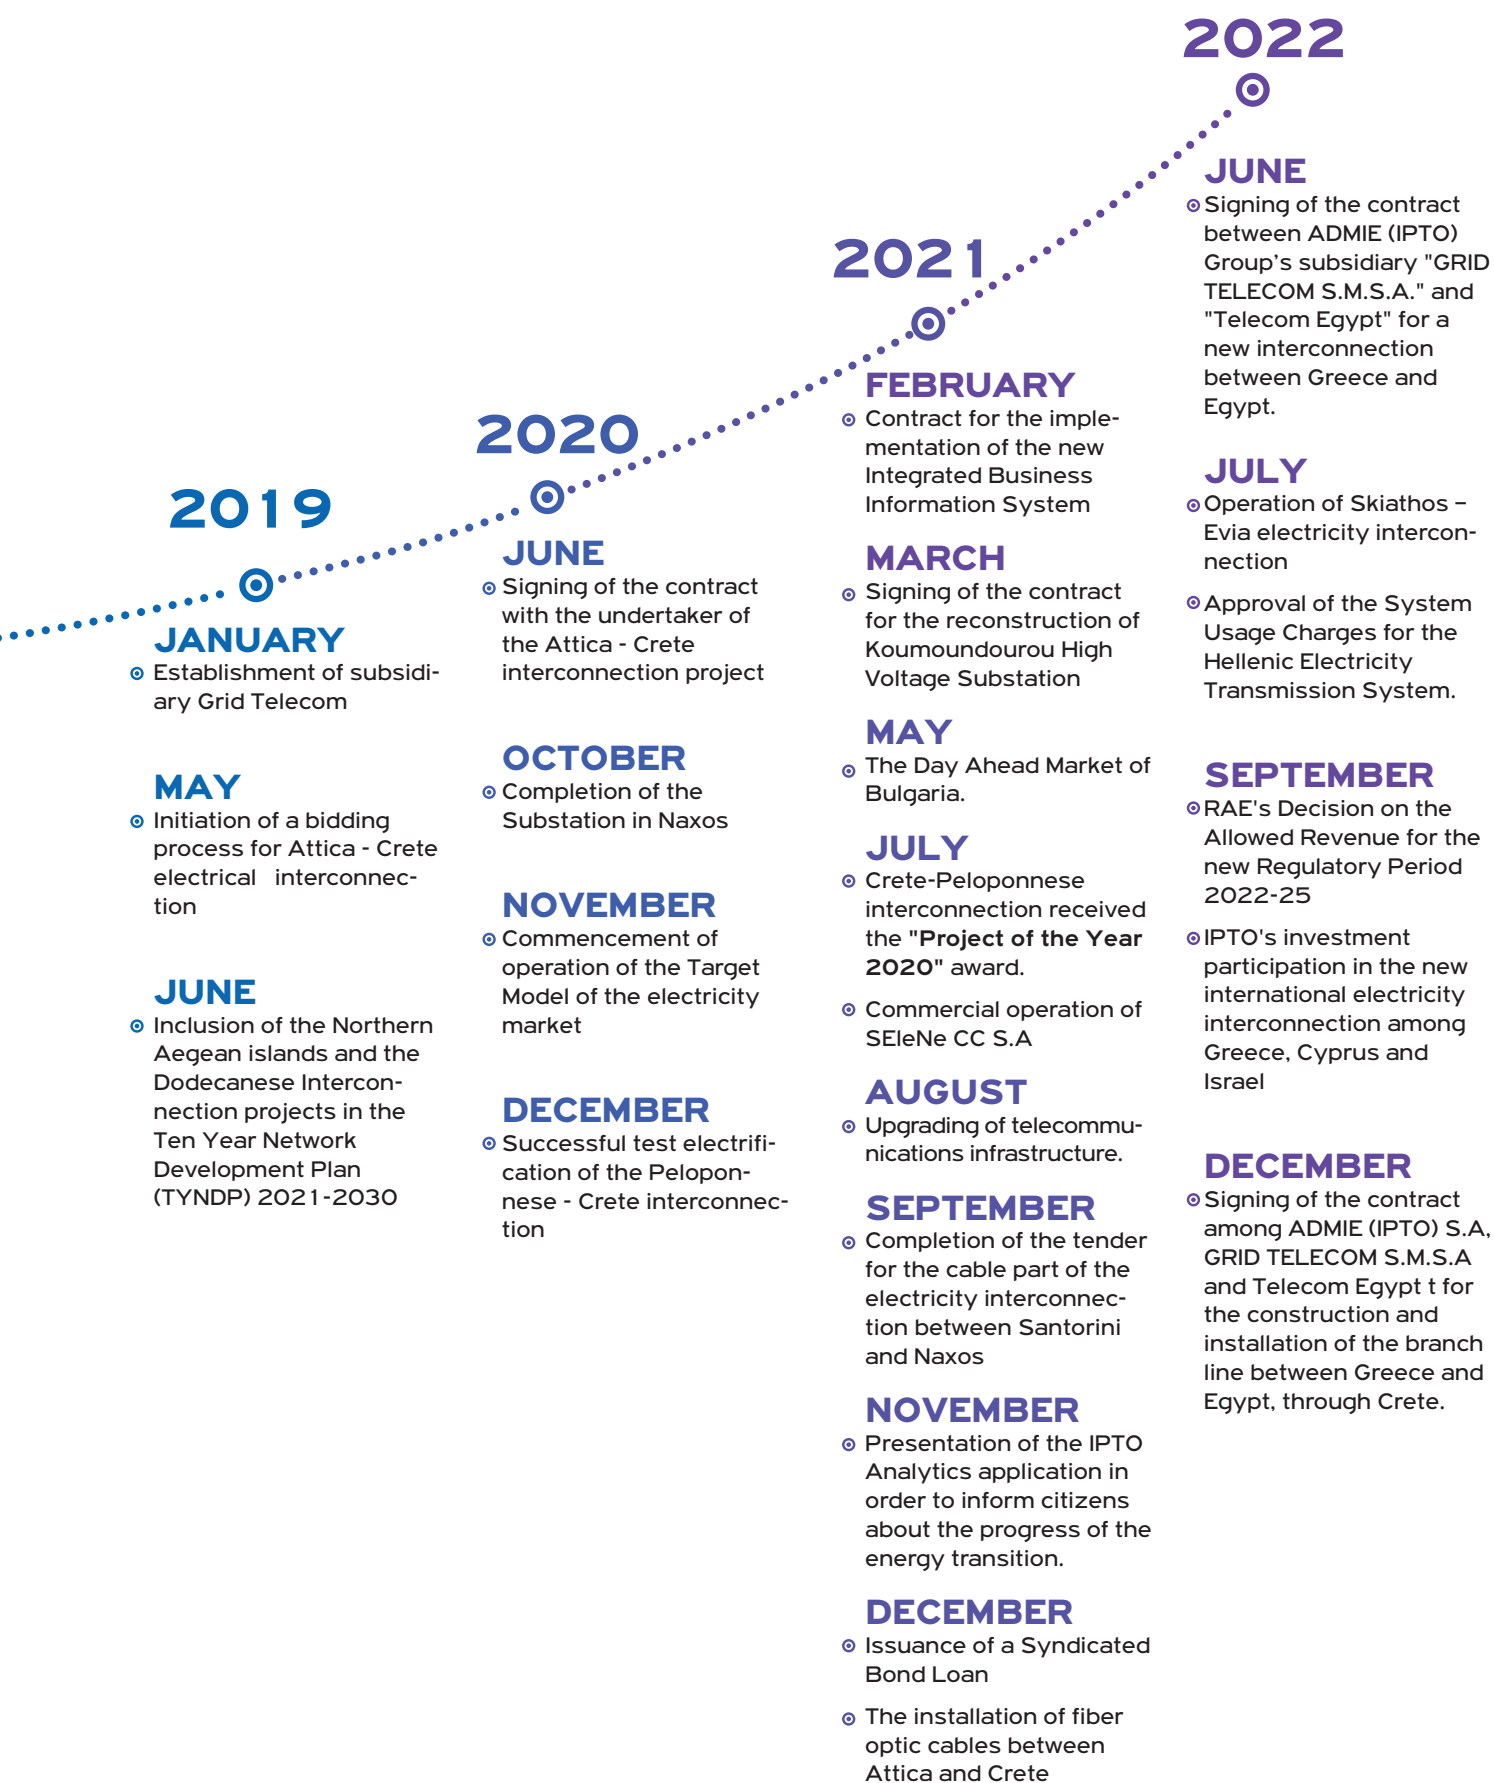 2019
JANUARY
Establishment of subsidi-
ary Grid Telecom
MAY
Initiation of a bidding
process for Attica - Crete
electrical interconnec-
tion
JUNE
Inclusion of the Northern
Aegean islands and the
Dodecanese Intercon-
nection projects in the
Ten Year Network
Development Plan
(TYNDP) 2021-2030
2020
JUNE
Signing of the contract
with the undertaker of
the Attica - Crete
interconnection project
OCTOBER
Completion of the
Substation in Naxos
NOVEMBER
Commencement of
operation of the Target
Model of the electricity
market
DECEMBER
Successful test electrifi-
cation of the Pelopon-
nese - Crete interconnec-
tion
2021
FEBRUARY
Contract for the imple-
mentation of the new
Integrated Business
Information System
MARCH
Signing of the contract
for the reconstruction of
Koumoundourou High
Voltage Substation
MAY
The Day Ahead Market of
Bulgaria.
JULY
Crete-Peloponnese
interconnection received
the "Project of the Year
2020" award.
Commercial operation of
SEleNe CC S.A
AUGUST
Upgrading of telecommu-
nications infrastructure.
SEPTEMBER
Completion of the tender
for the cable part of the
electricity interconnec-
tion between Santorini
and Naxos
NOVEMBER
Presentation of the IPTO
Analytics application in
order to inform citizens
about the progress of the
energy transition.
DECEMBER
Issuance of a Syndicated
Bond Loan
The installation of fiber
optic cables between
Attica and Crete
2022
JUNE
Signing of the contract
between ADMIE (IPTO)
Group's subsidiary "GRID
TELECOM S.M.S.A." and
"Telecom Egypt" for a
new interconnection
between Greece and
Egypt.
JULY
Operation of Skiathos –
Evia electricity intercon-
nection
Approval of the System
Usage Charges for the
Hellenic Electricity
Transmission System.
SEPTEMBER
RAE's Decision on the
Allowed Revenue for the
new Regulatory Period
2022-25
IPTO's investment
participation in the new
international electricity
interconnection among
Greece, Cyprus and
Israel
DECEMBER
Signing of the contract
among ADMIE (IPTO) S.A,
GRID TELECOM S.M.S.A
and Telecom Egypt t for
the construction and
installation of the branch
line between Greece and
Egypt, through Crete.